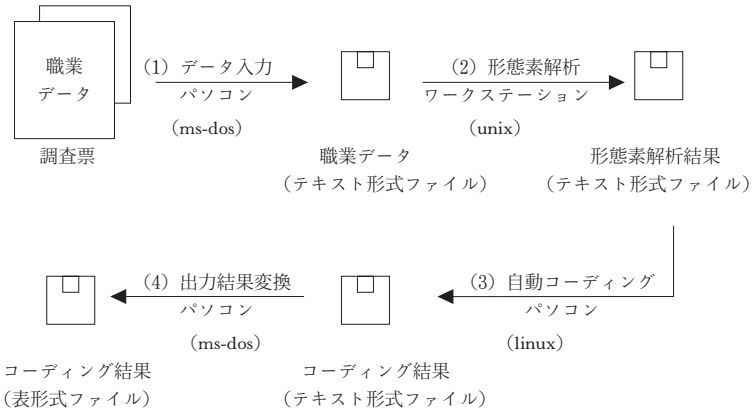 職業
データ
調査票
(1) データ入力
パソコン
(ms-dos)
職業データ
(テキスト形式ファイル)
(2) 形態素解析
ワークステーション
(unix)
形態素解析結果
(テキスト形式ファイル)
(3) 自動コーディング
パソコン
(linux)
コーディング結果
(テキスト形式ファイル)
(4) 出力結果変換
パソコン
(ms-dos)
コーディング結果
(表形式ファイル)